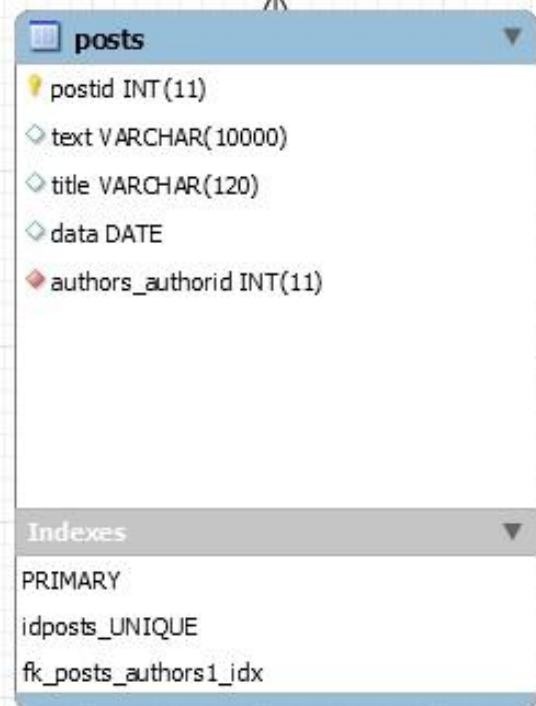 posts
postid INT(11)
text VARCHAR(10000)
title VARCHAR(120)
data DATE
authors_authorid INT(11)
Indexes
PRIMARY
idposts_UNIQUE
fk_posts_authors1_idx